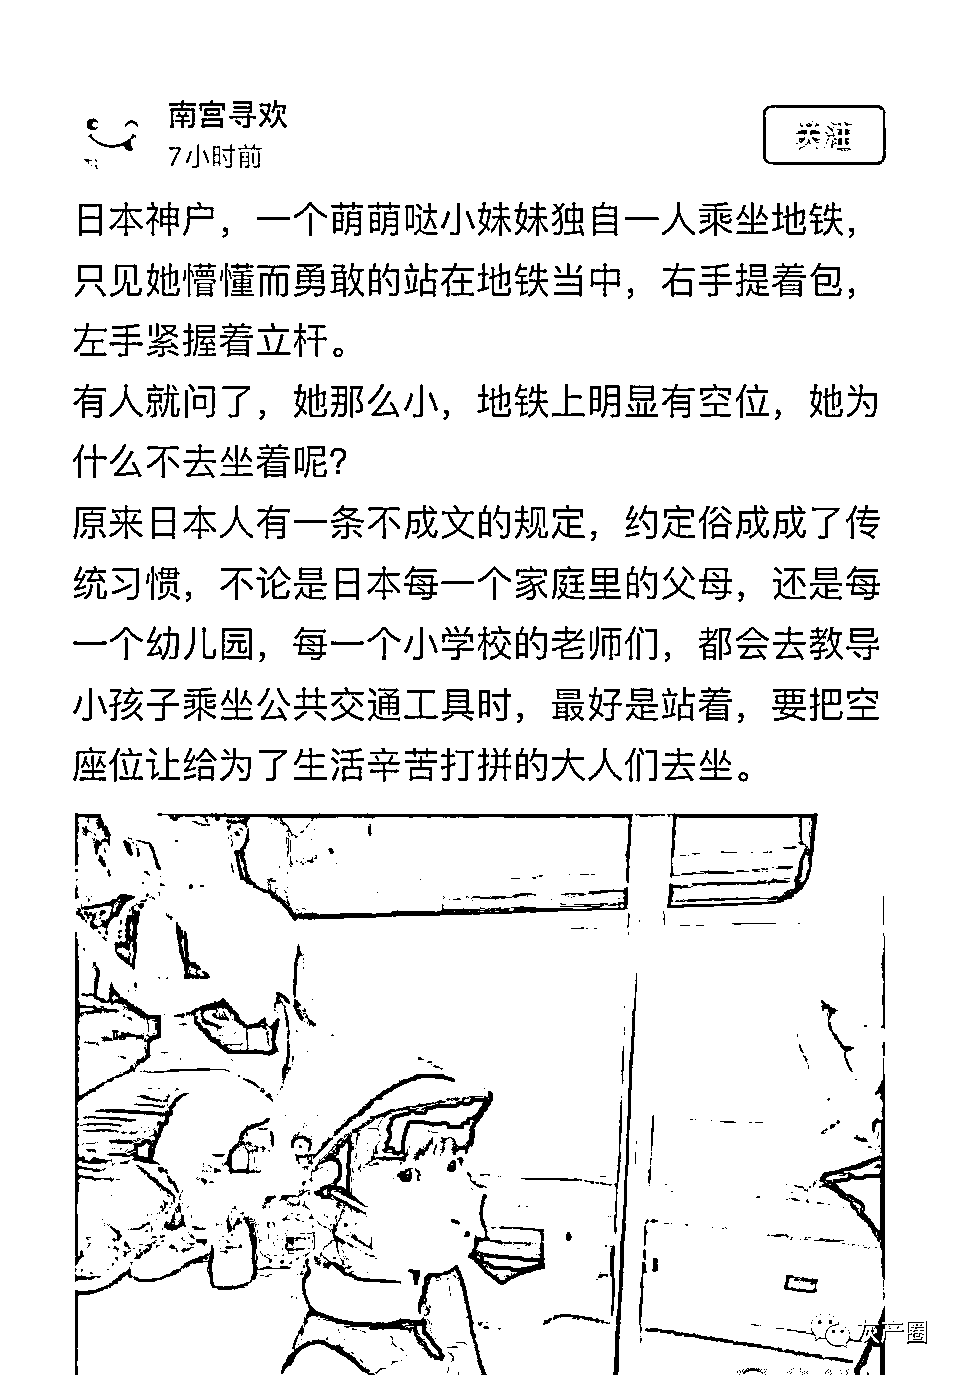 南宫寻欢
7小时前
关注
日本神户，一个萌萌哒小妹妹独自一人乘坐地铁，
只见她懵懂而勇敢的站在地铁当中，右手提着包，
左手紧握着立杆。
有人就问了，她那么小，地铁上明显有空位，她为
什么不去坐着呢？
原来日本人有一条不成文的规定，约定俗成成了传
统习惯，不论是日本每一个家庭里的父母，还是每
一个幼儿园，每一个小学校的老师们，都会去教导
小孩子乘坐公共交通工具时，最好是站着，要把空
座位让给为了生活辛苦打拼的大人们去坐。
灰产圈